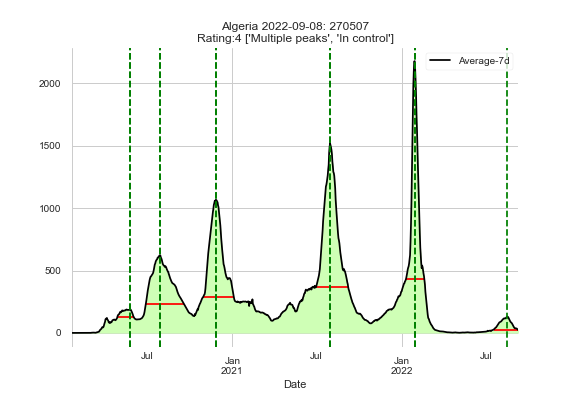 Algeria 2022-09-08: 270507
Rating:4 ['Multiple peaks', 'In control']
Average-7d
2000
1500
1000
500
0
Jul
Jan
2021
Jul
Jan
2022
Jul
Date